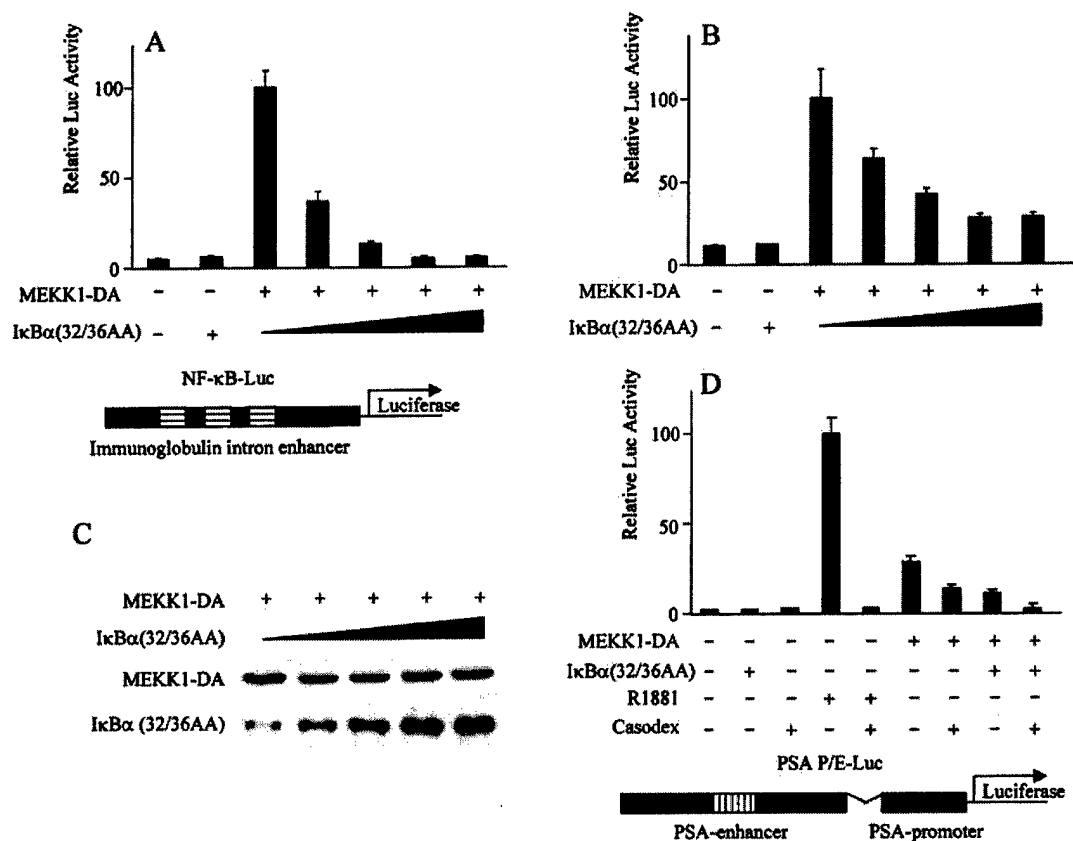 A
Relative Luc Activity
100
50
0
MEKK1-DA - - + + + + +
IκBα(32/36AA) - +
NF-κB-Luc
Luciferase
Immunoglobulin intron enhancer
B
Relative Luc Activity
100
50
0
MEKK1-DA - - + + + + +
IκBα(32/36AA) - +
C
MEKK1-DA + + + + +
IκBα(32/36AA)
MEKK1-DA
IκBα (32/36AA)
D
Relative Luc Activity
100
50
0
MEKK1-DA - - - - - + + + +
IκBα(32/36AA) - + - - - - - + +
R1881 - - - + + - - - -
Casodex - - + - + - + - +
PSA P/E-Luc
Luciferase
PSA-enhancer
PSA-promoter